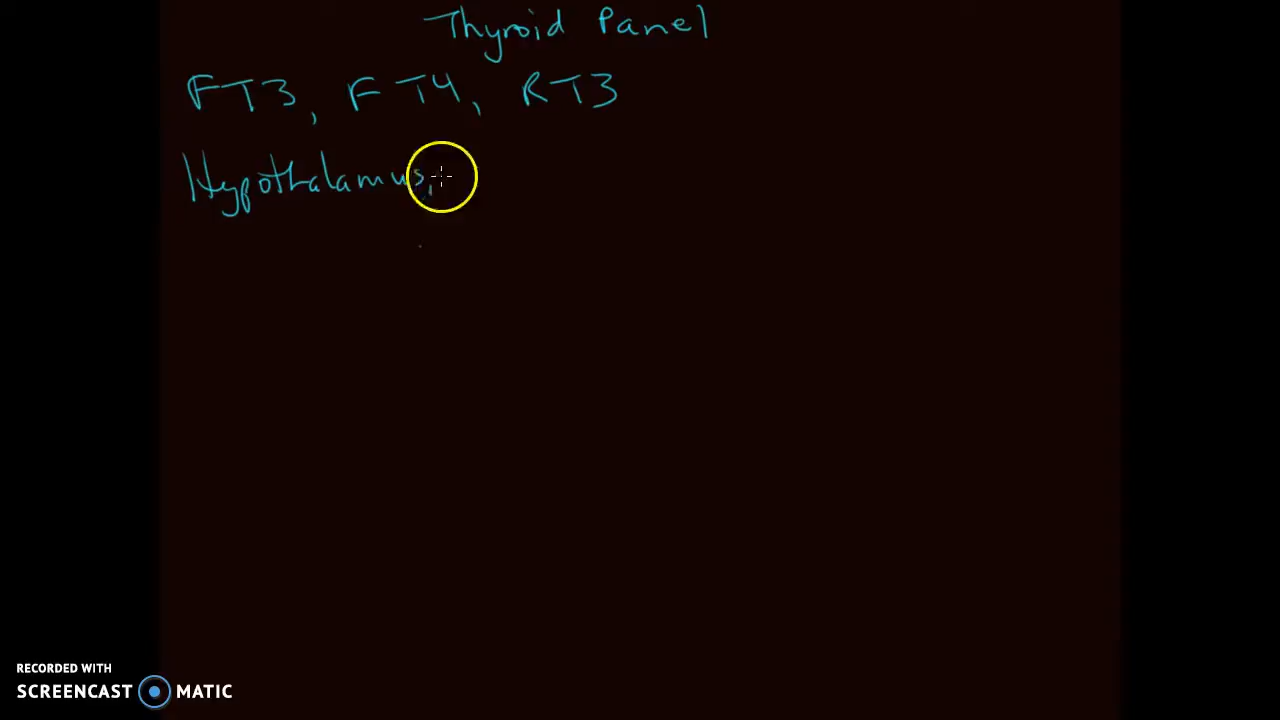 Thyroid Panel
FT3, FT4, RT3
Hypothalamus,
RECORDED WITH
SCREENCAST MATIC